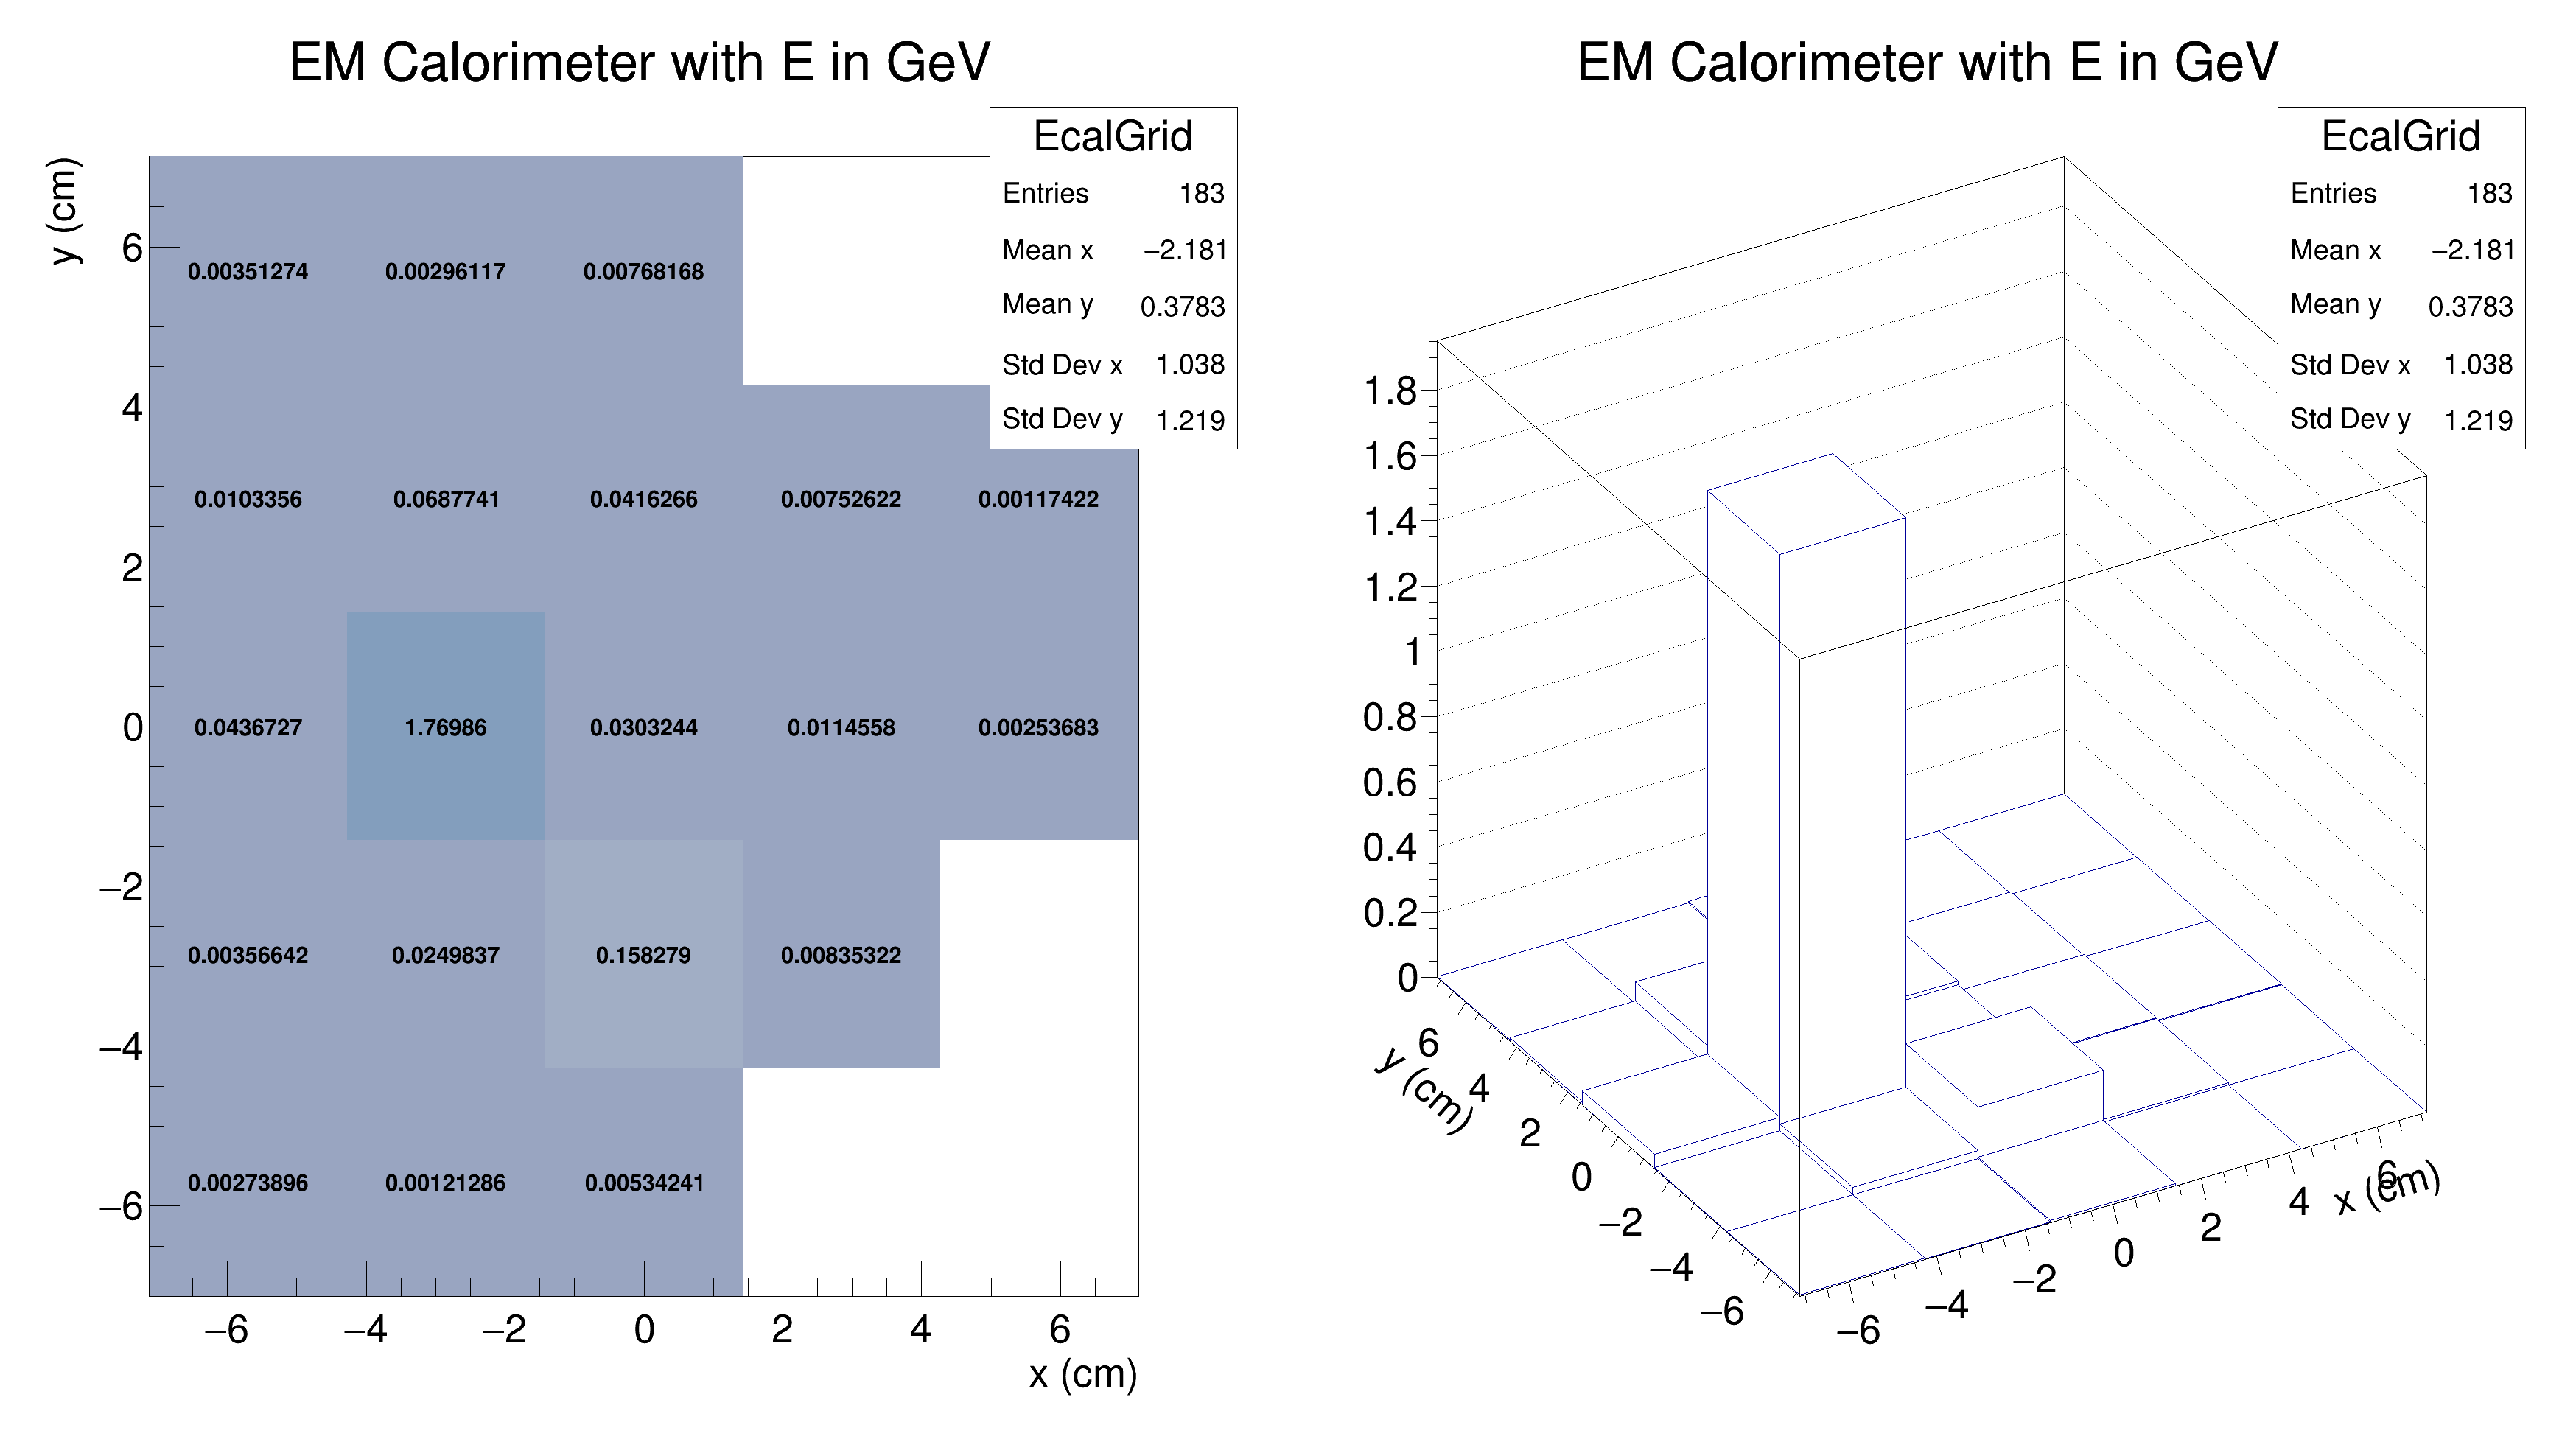 EM Calorimeter with E in GeV
EcalGrid
Entries 183
Mean x −2.181
Mean y 0.3783
Std Dev x 1.038
Std Dev y 1.219
y (cm)
6
4
2
0
−2
−4
−6
0.00351274 0.00296117 0.00768168
0.0103356 0.0687741 0.0416266 0.00752622 0.00117422
0.0436727 1.76986 0.0303244 0.0114558 0.00253683
0.00356642 0.0249837 0.158279 0.00835322
0.00273896 0.00121286 0.00534241
−6 −4 −2 0 2 4 6
x (cm)
EM Calorimeter with E in GeV
EcalGrid
Entries 183
Mean x −2.181
Mean y 0.3783
Std Dev x 1.038
Std Dev y 1.219
1.8
1.6
1.4
1.2
1
0.8
0.6
0.4
0.2
0
y (cm)
6
4
2
0
−2
−4
−6
−6 −4 −2 0 2 4 6
x (cm)